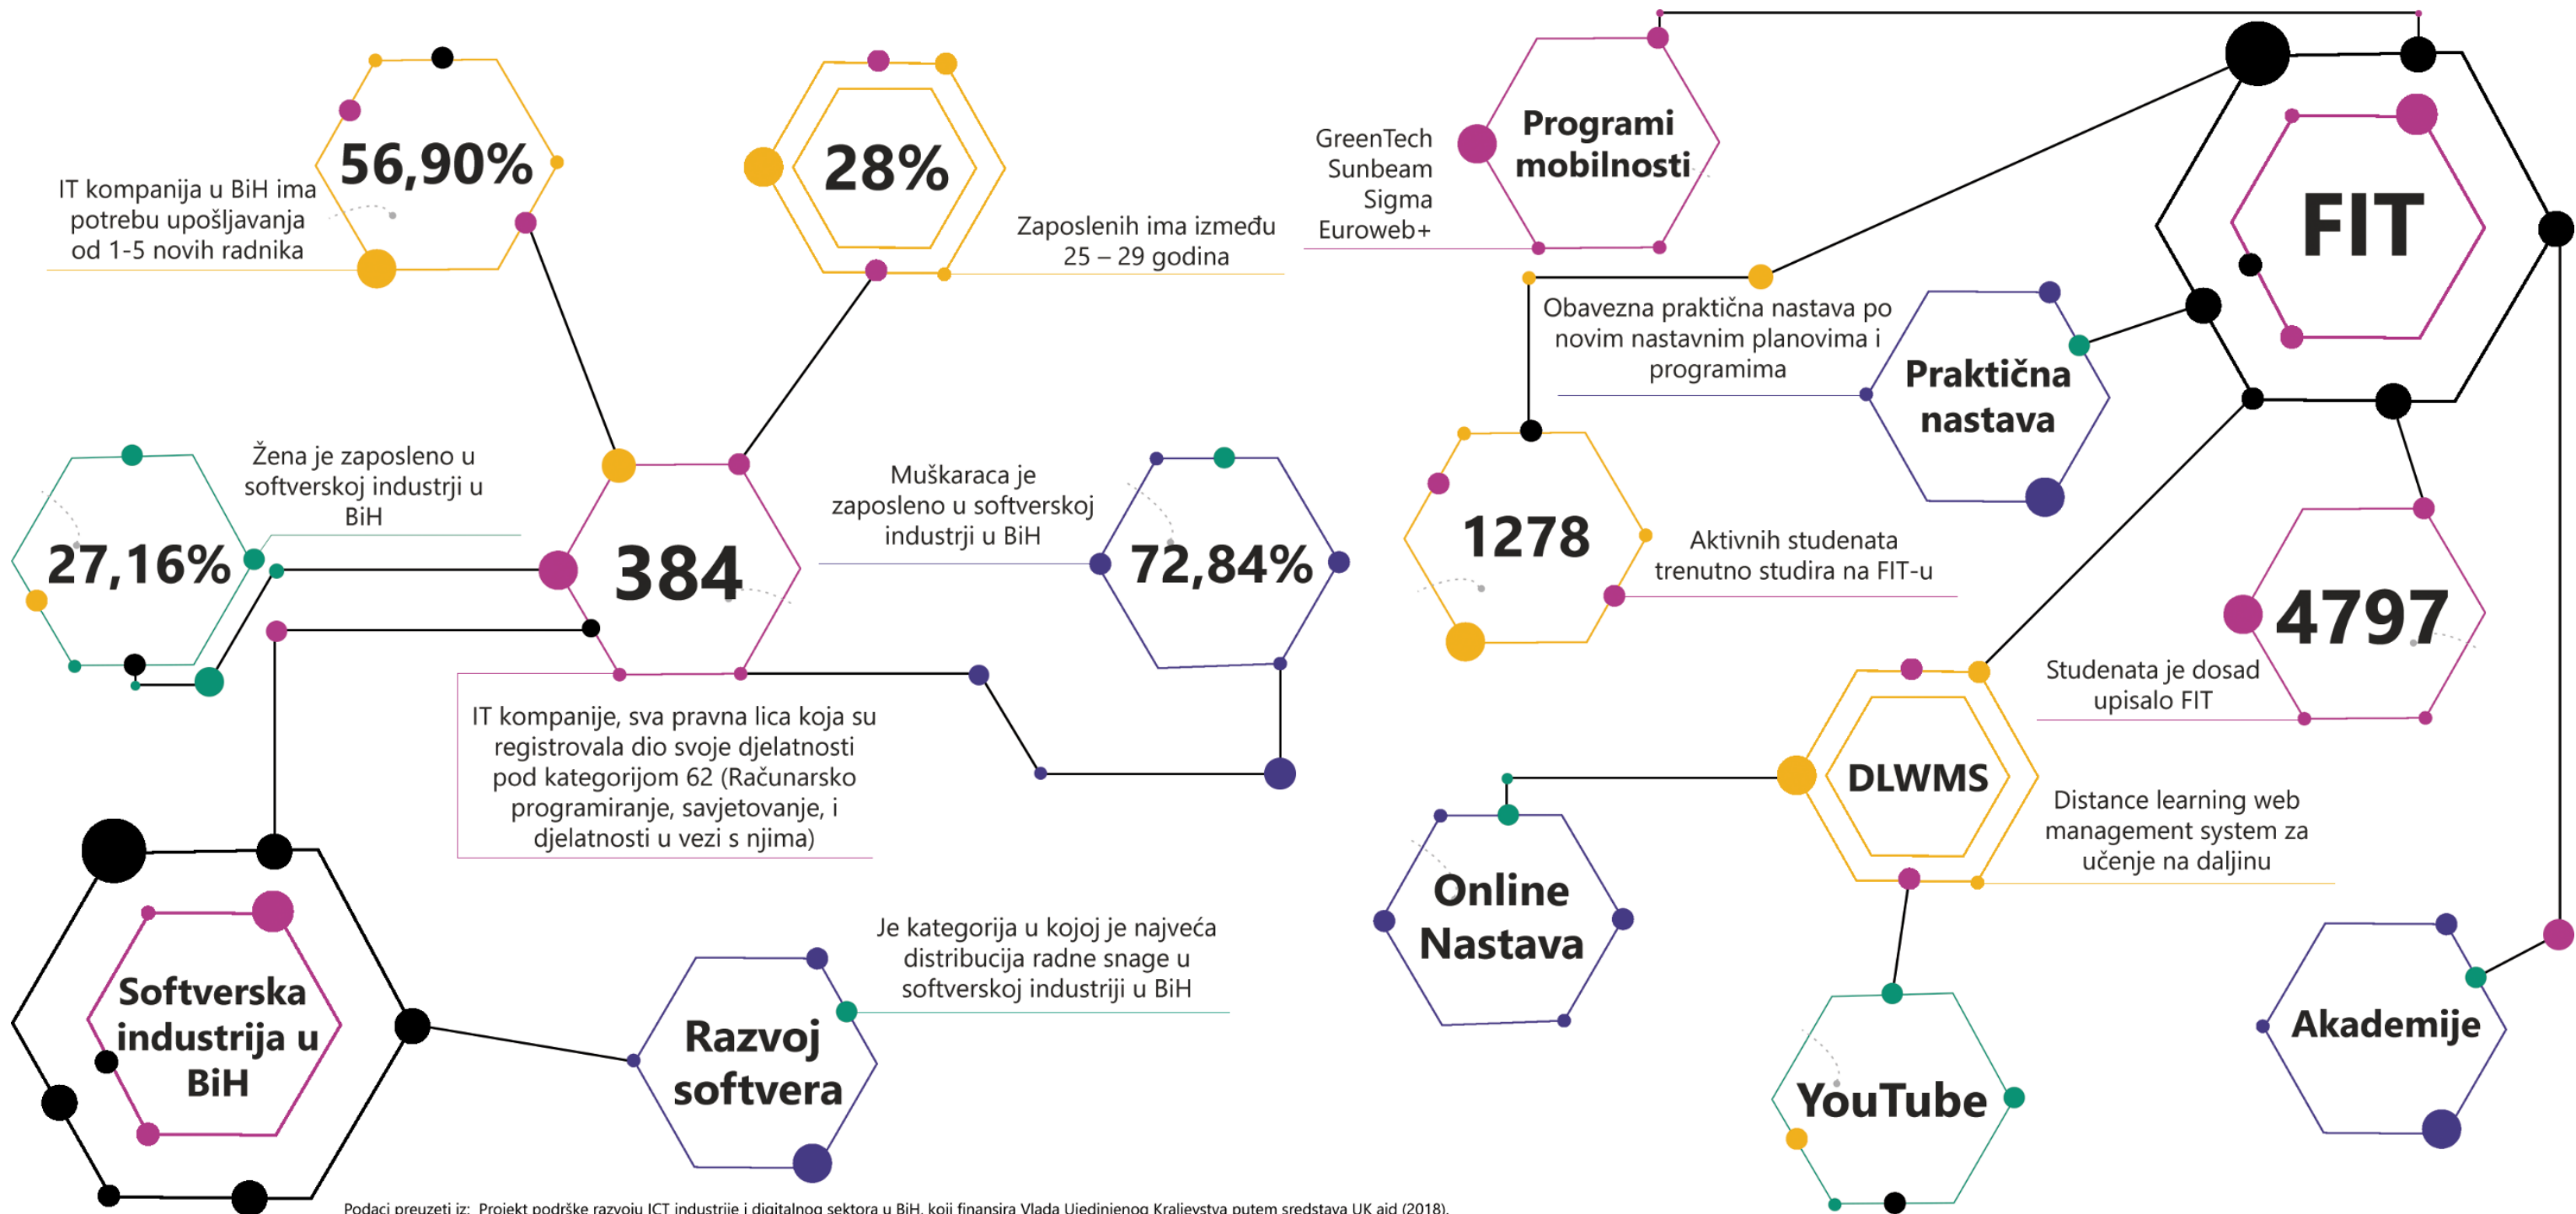 56,90%
IT kompanija u BiH ima
potrebu upošljavanja
od 1-5 novih radnika
28%
Zaposlenih ima između
25 – 29 godina
27,16%
Žena je zaposleno u
softverskoj industrji u
BiH
384
IT kompanije, sva pravna lica koja su
registrovala dio svoje djelatnosti
pod kategorijom 62 (Računarsko
programiranje, savjetovanje, i
djelatnosti u vezi s njima)
Muškaraca je
zaposleno u softverskoj
industrji u BiH
72,84%
Softverska
industrija u
BiH
Razvoj
softvera
Je kategorija u kojoj je najveća
distribucija radne snage u
softverskoj industriji u BiH
Programi
mobilnosti
GreenTech
Sunbeam
Sigma
Euroweb+
FIT
Obavezna praktična nastava po
novim nastavnim planovima i
programima
Praktična
nastava
1278
Aktivnih studenata
trenutno studira na FIT-u
4797
Studenata je dosad
upisalo FIT
DLWMS
Distance learning web
management system za
učenje na daljinu
Online
Nastava
YouTube
Akademije
Podaci preuzeti iz: Projekt podrške razvoju ICT industrije i digitalnog sektora u BiH, koji finansira Vlada Ujedinjenog Kraljevstva putem sredstava UK aid (2018).